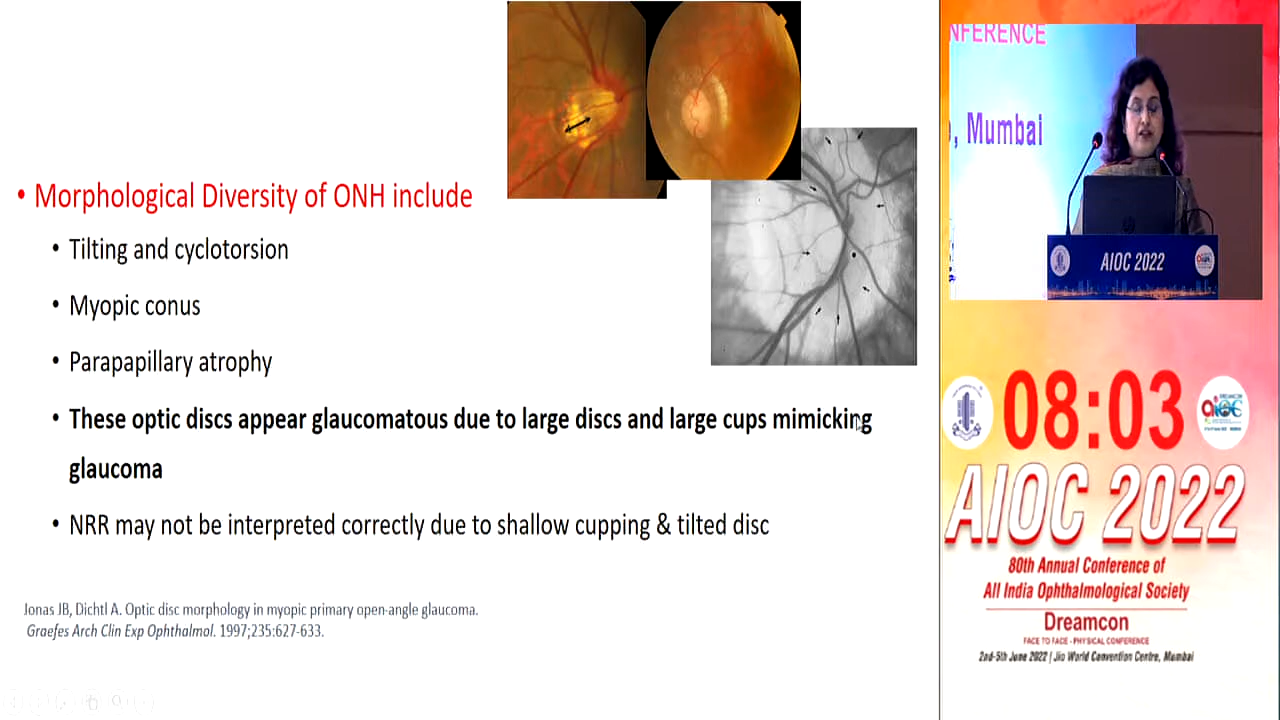 • Morphological Diversity of ONH include
• Tilting and cyclotorsion
• Myopic conus
• Parapapillary atrophy
• These optic discs appear glaucomatous due to large discs and large cups mimicking
glaucoma
• NRR may not be interpreted correctly due to shallow cupping & tilted disc
Jonas JB, Dichtl A. Optic disc morphology in myopic primary open-angle glaucoma.
Graefes Arch Clin Exp Ophthalmol. 1997;235:627-633.
NFERENCE
, Mumbai
AIOC 2022
08:03
AIOC 2022
80th Annual Conference of
All India Ophthalmological Society
Dreamcon
FACE TO FACE - PHYSICAL CONFERENCE
2nd-5th June 2022 | Jio World Convention Centre, Mumbai